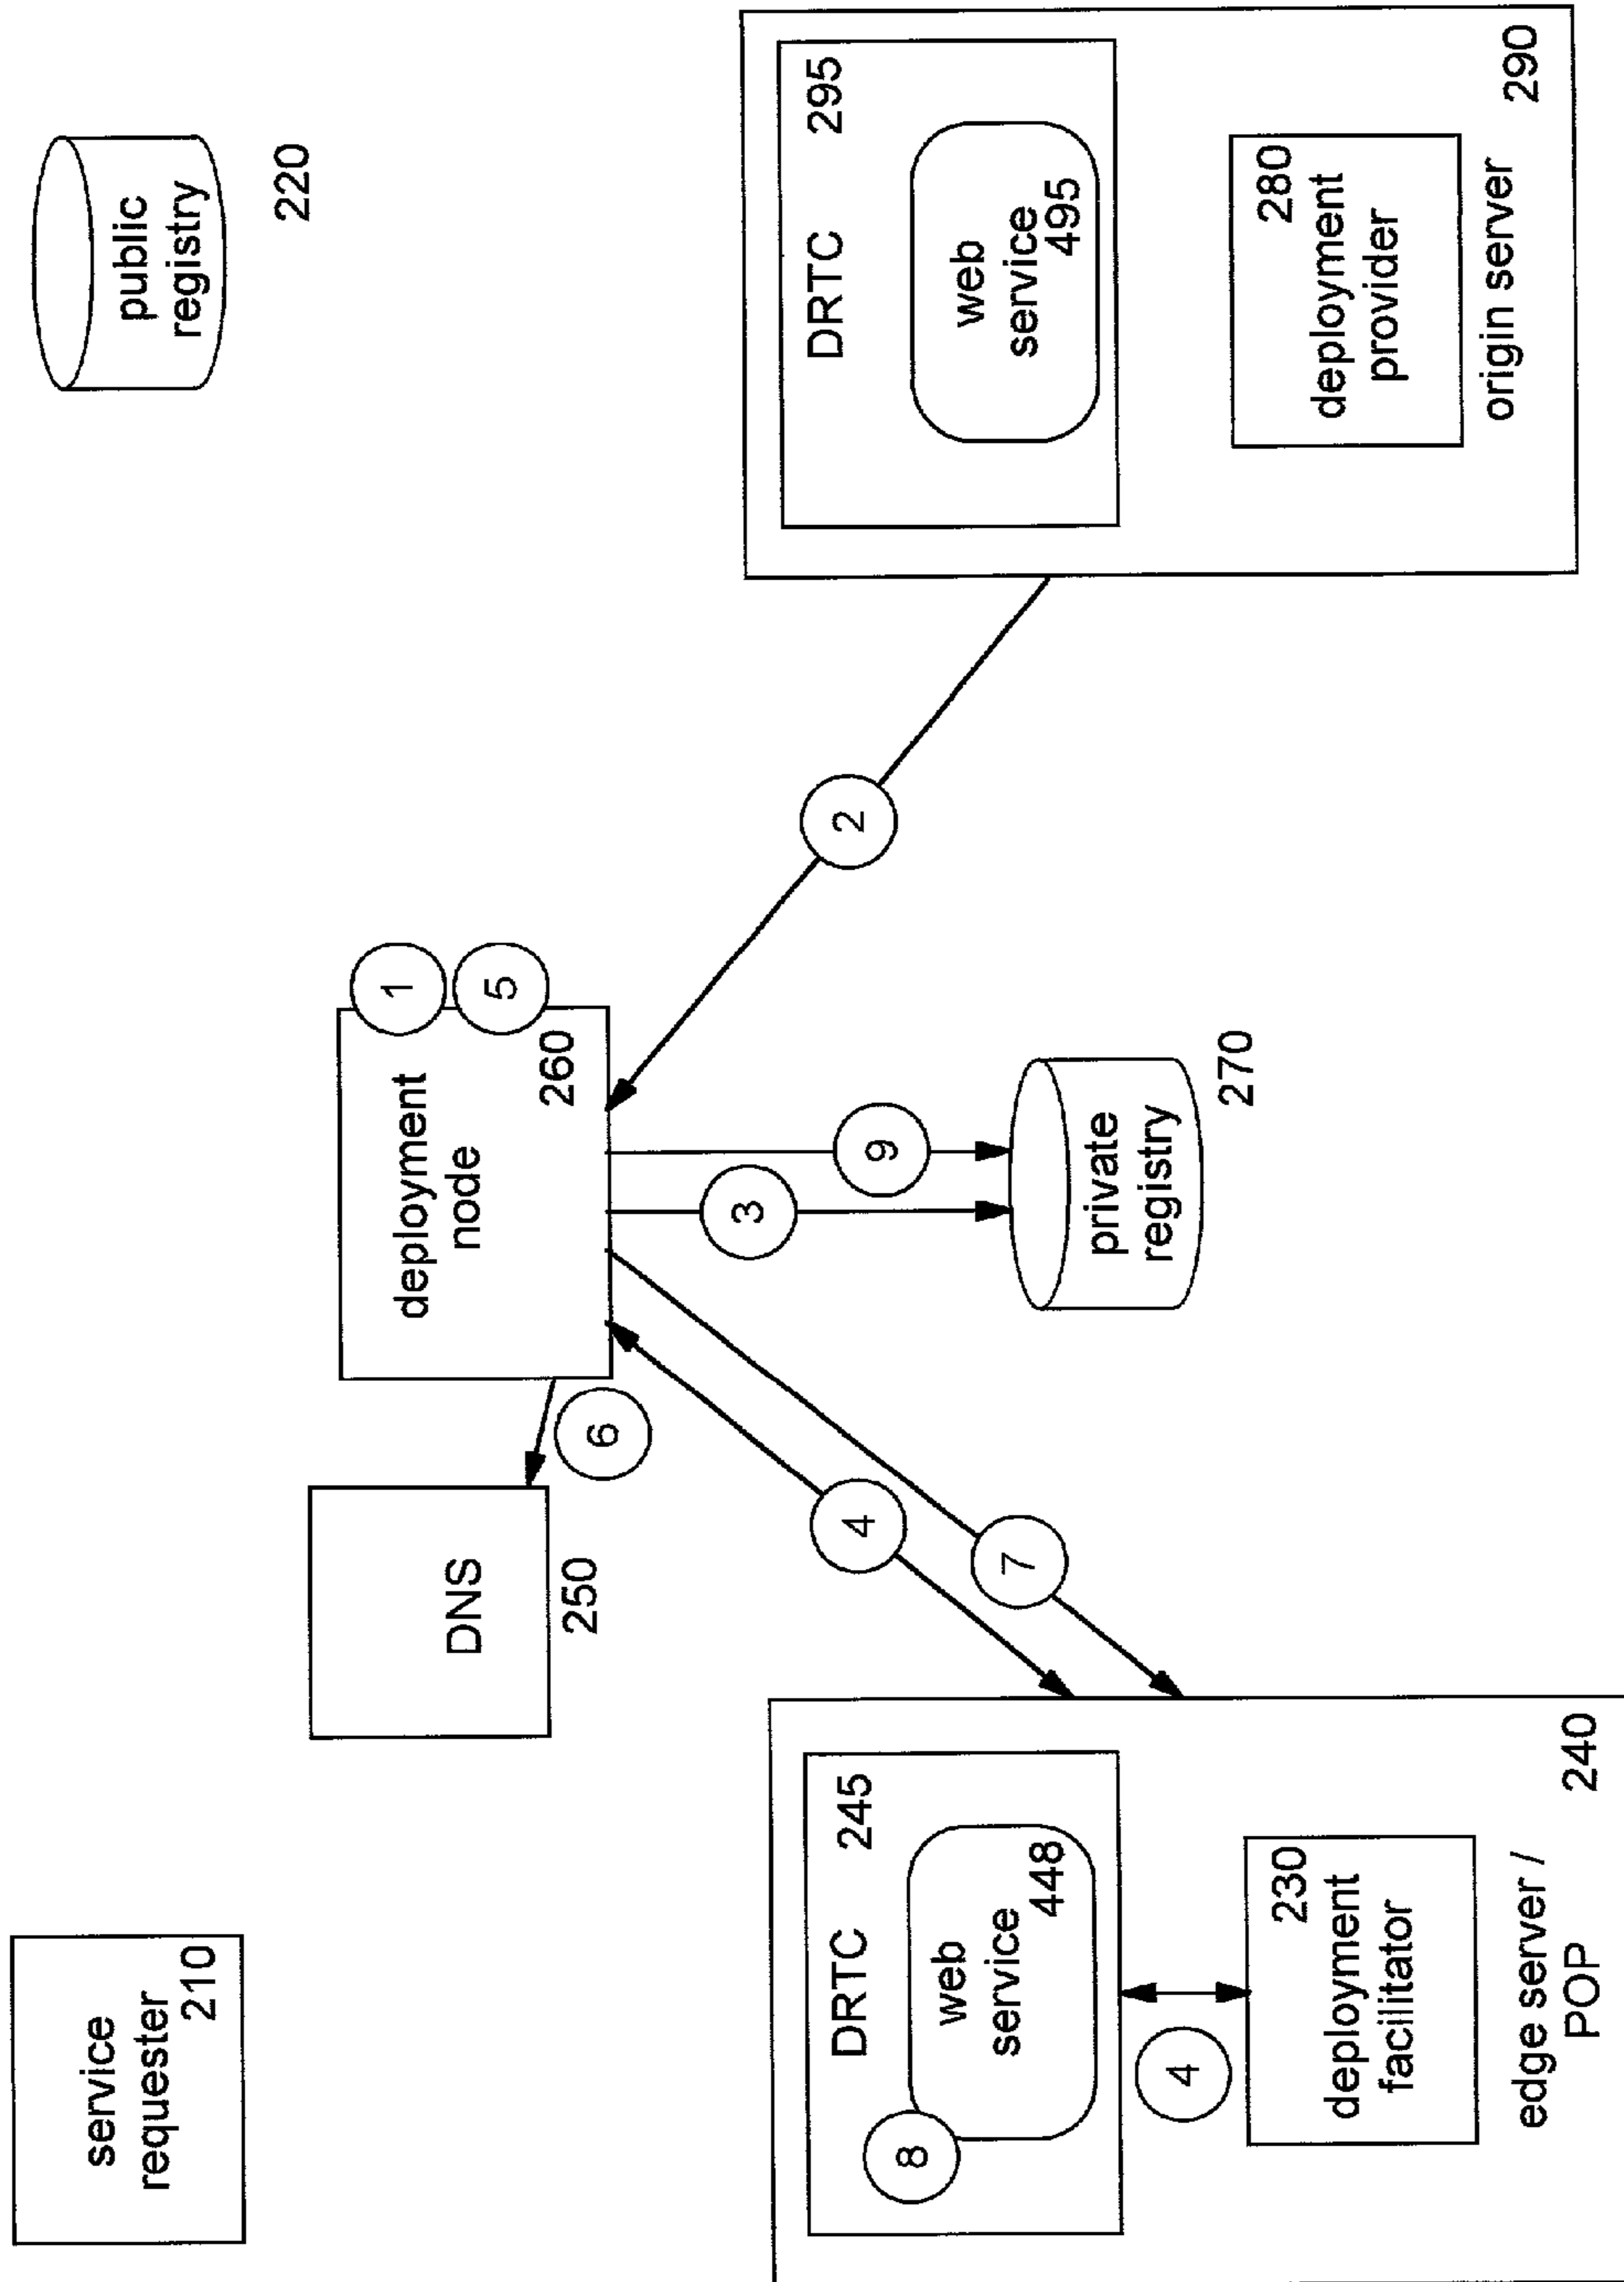 service
requester
210
public
registry
220
DNS
250
deployment
node
260
1
5
6
2
3
9
4
7
private
registry
270
DRTC
245
web
service
448
8
4
230
deployment
facilitator
edge server /
POP
240
DRTC
295
web
service
495
280
deployment
provider
origin server
290